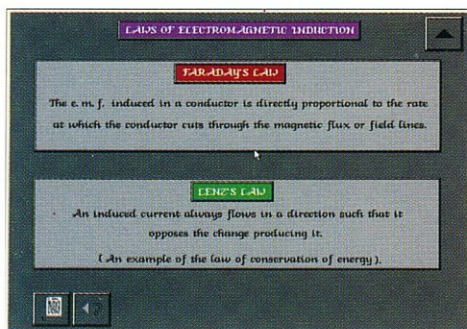 LAWS OF ELECTROMAGNETIC INDUCTION
FARADAY'S LAW
The e.m.f. induced in a conductor is directly proportional to the rate
at which the conductor cuts through the magnetic flux or field lines.
LENZ'S LAW
An induced current always flows in a direction such that it
opposes the change producing it.
(An example of the law of conservation of energy).